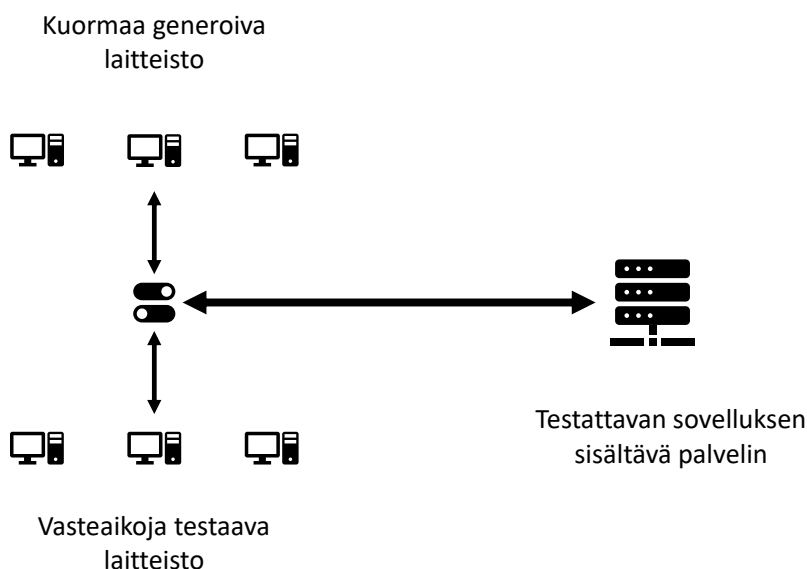 Kuormaa generoiva
laitteisto
Testattavan sovelluksen
sisältävä palvelin
Vasteaikoja testaava
laitteisto